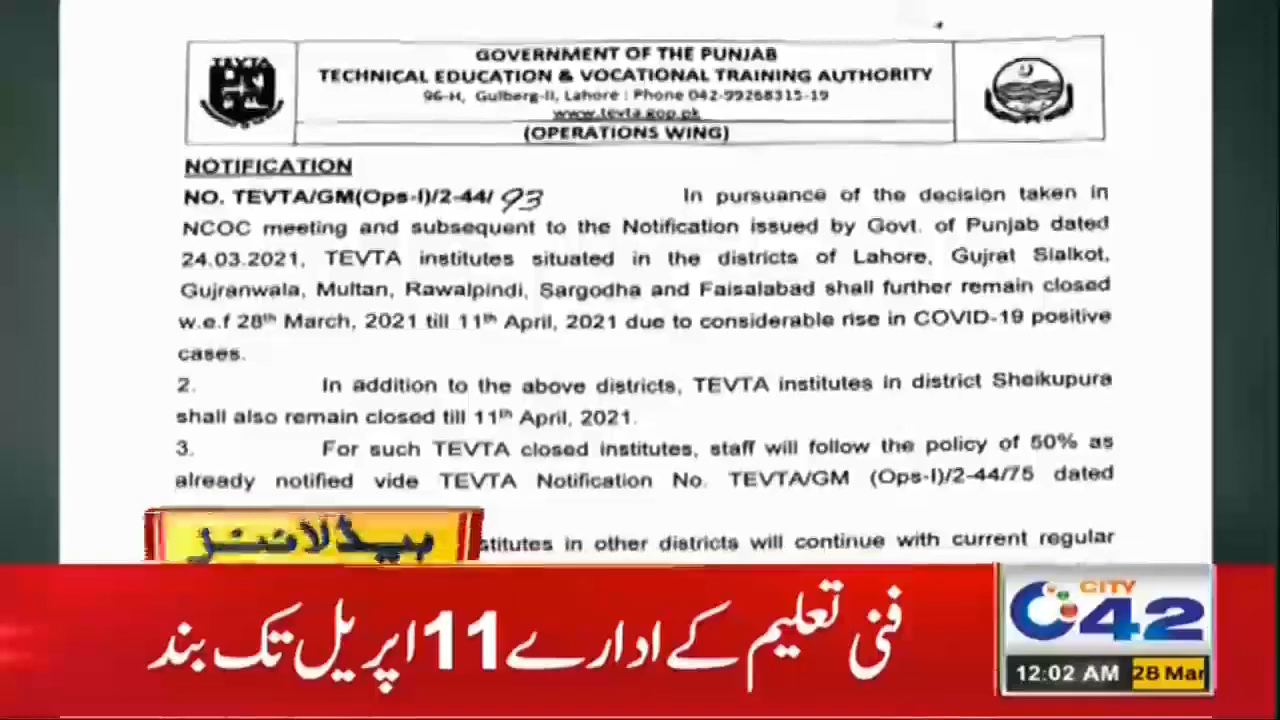 TEVTA
GOVERNMENT OF THE PUNJAB
TECHNICAL EDUCATION & VOCATIONAL TRAINING AUTHORITY
96-H, Gulberg-II, Lahore : Phone 042-99268315-19
www.tevta.gop.pk
(OPERATIONS WING)
NOTIFICATION
NO. TEVTA/GM(Ops-I)/2-44/ 93 In pursuance of the decision taken in
NCOC meeting and subsequent to the Notification issued by Govt. of Punjab dated
24.03.2021, TEVTA institutes situated in the districts of Lahore, Gujrat Sialkot,
Gujranwala, Multan, Rawalpindi, Sargodha and Faisalabad shall further remain closed
w.e.f 28th March, 2021 till 11th April, 2021 due to considerable rise in COVID-19 positive
cases.
2. In addition to the above districts, TEVTA institutes in district Sheikupura
shall also remain closed till 11th April, 2021.
3. For such TEVTA closed institutes, staff will follow the policy of 50% as
already notified vide TEVTA Notification No. TEVTA/GM (Ops-I)/2-44/75 dated
stitutes in other districts will continue with current regular
ہیڈلائنز
فنی تعلیم کے ادارے 11 اپریل تک بند
CITY
42
12:02 AM 28 Mar